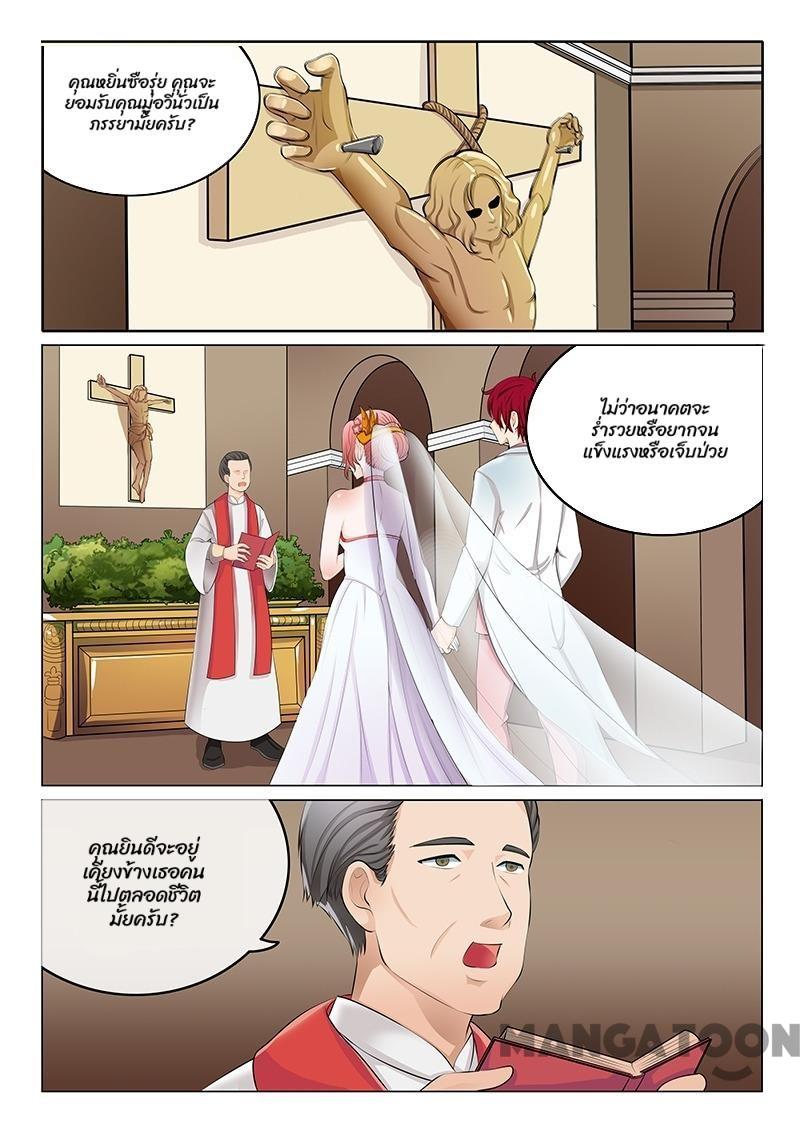 คุณหยิ่นซือรุ่ย คุณจะ
ยอมรับคุณม่อวี่นั่วเป็น
ภรรยามั้ยครับ?
ไม่ว่าอนาคตจะ
ร่ำรวยหรือยากจน
แข็งแรงหรือเจ็บป่วย
คุณยินดีจะอยู่
เคียงข้างเธอคน
นี้ไปตลอดชีวิต
มั้ยครับ?
MANGATOON